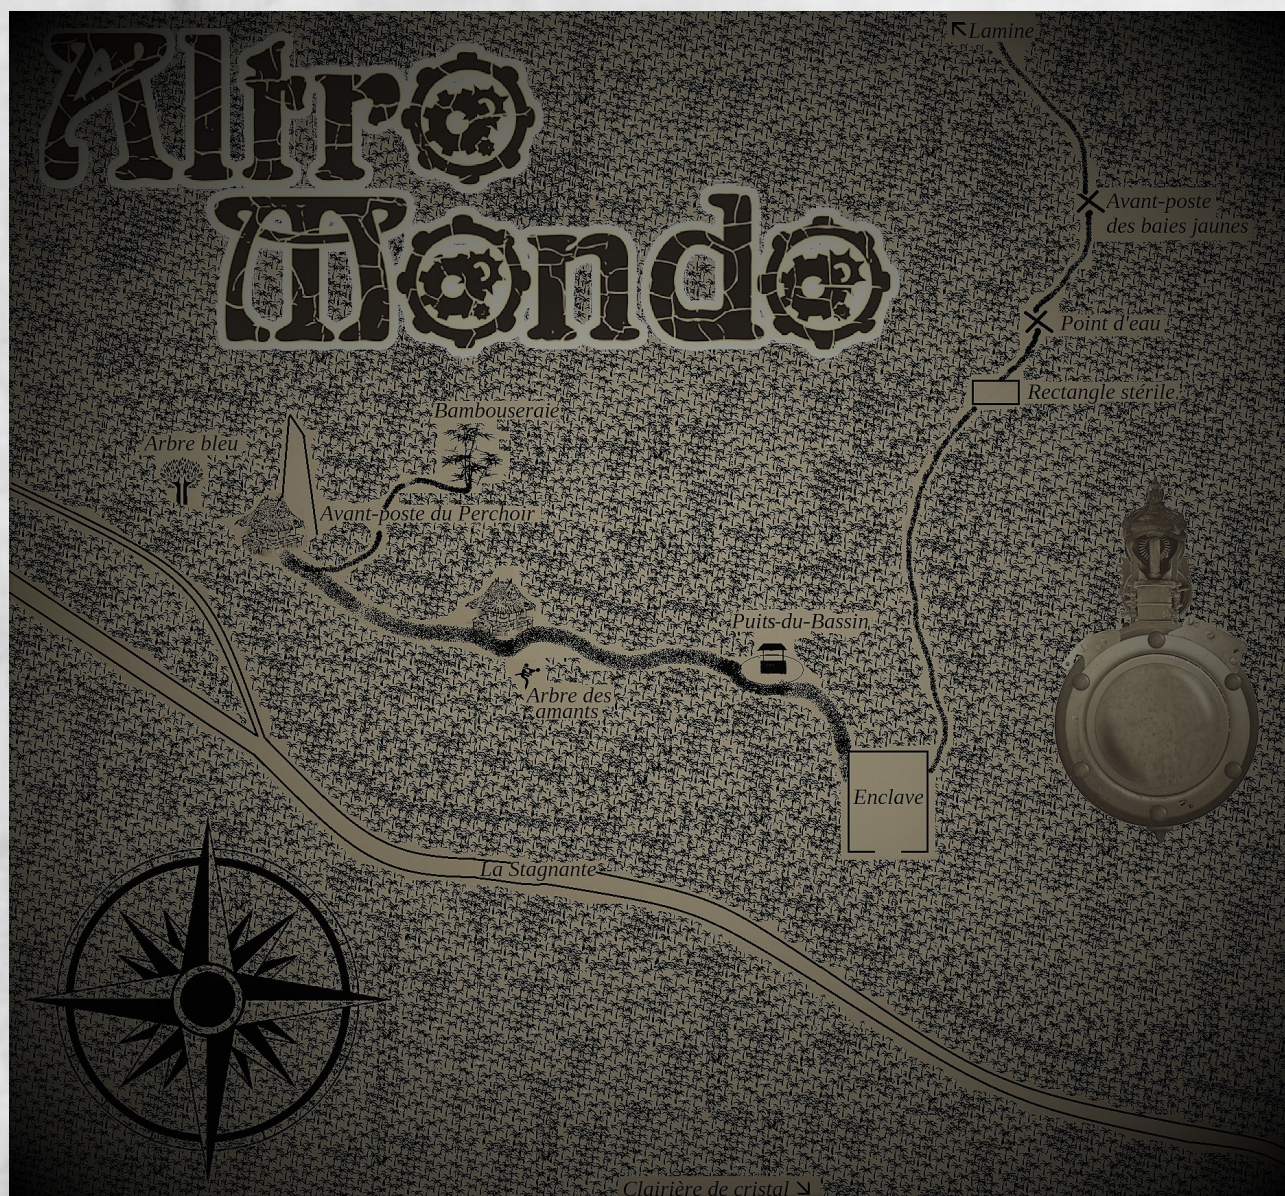 Altro
Mondo
Lamine
Avant-poste
des baies jaunes
Point d'eau
Rectangle stérile
Bambouseraie
Arbre bleu
Avant-poste du Perchoir
Puits-du-Bassin
Arbre des
amants
Enclave
La Stagnante
Clairière de cristal